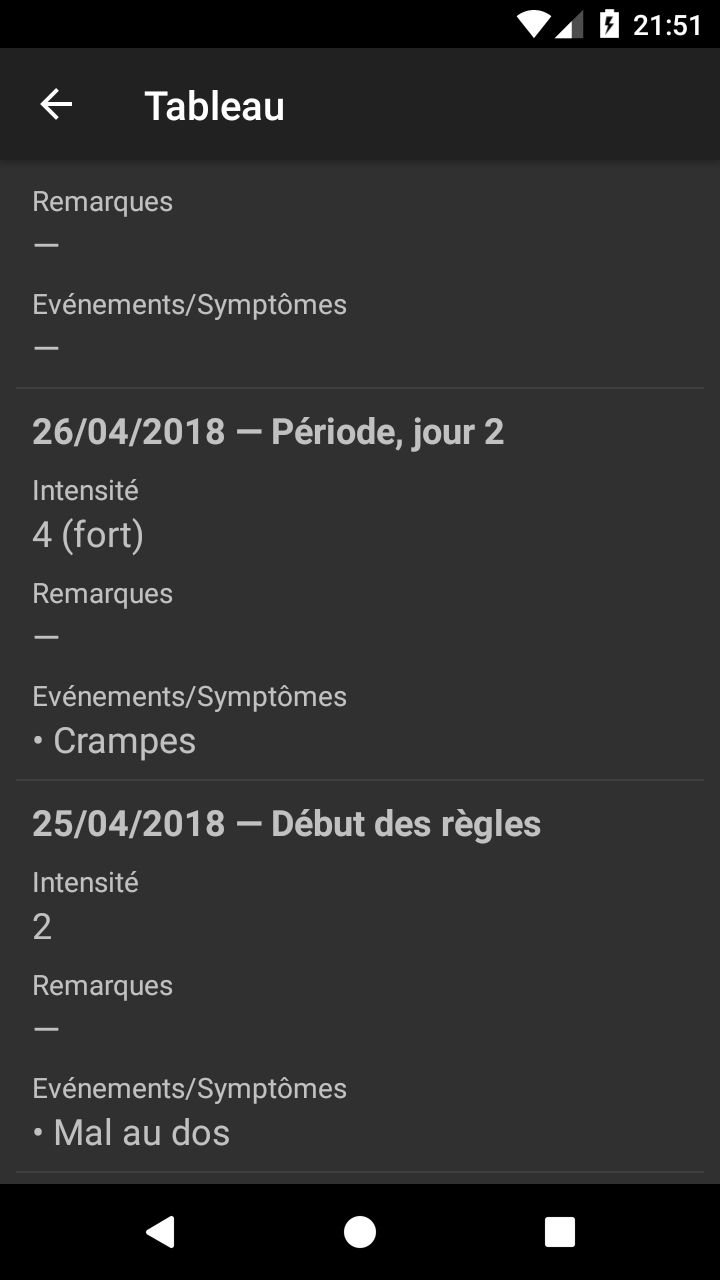 21:51
Tableau
Remarques
—
Evénements/Symptômes
—
26/04/2018 — Période, jour 2
Intensité
4 (fort)
Remarques
—
Evénements/Symptômes
• Crampes
25/04/2018 — Début des règles
Intensité
2
Remarques
—
Evénements/Symptômes
• Mal au dos